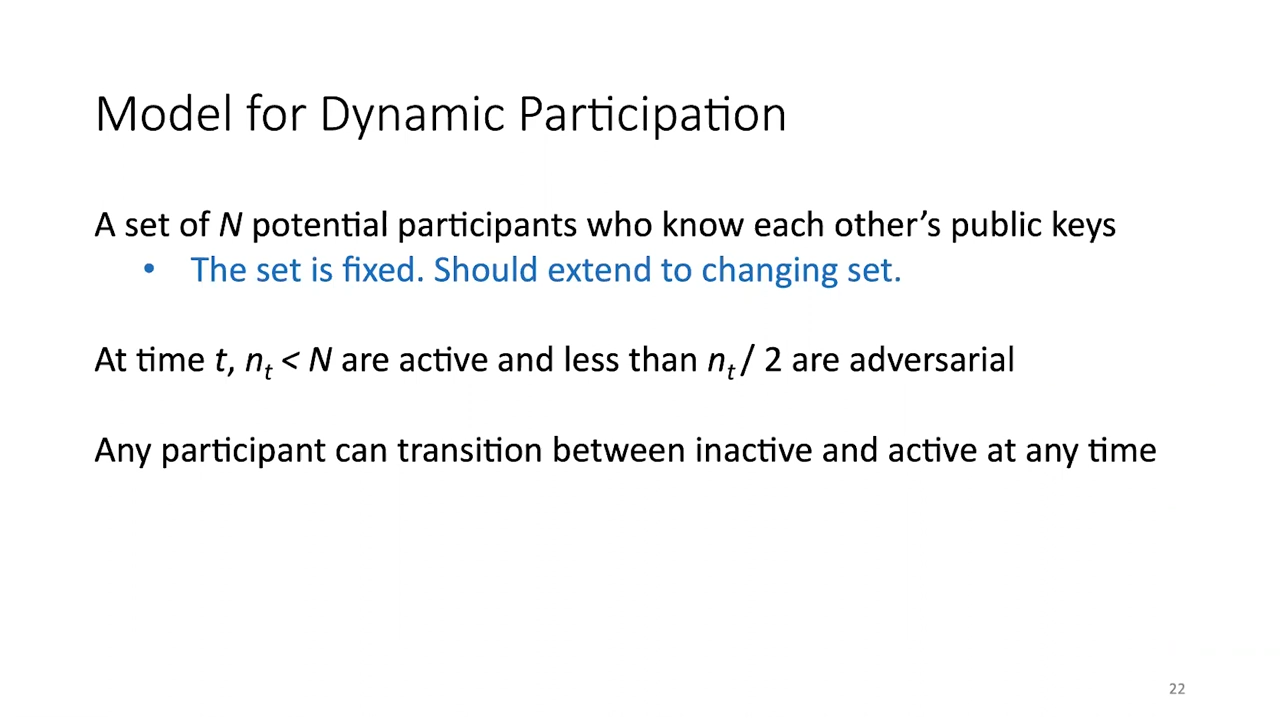 Model for Dynamic Participation
A set of N potential participants who know each other’s public keys
• The set is fixed. Should extend to changing set.
At time t, nt < N are active and less than nt / 2 are adversarial
Any participant can transition between inactive and active at any time
22